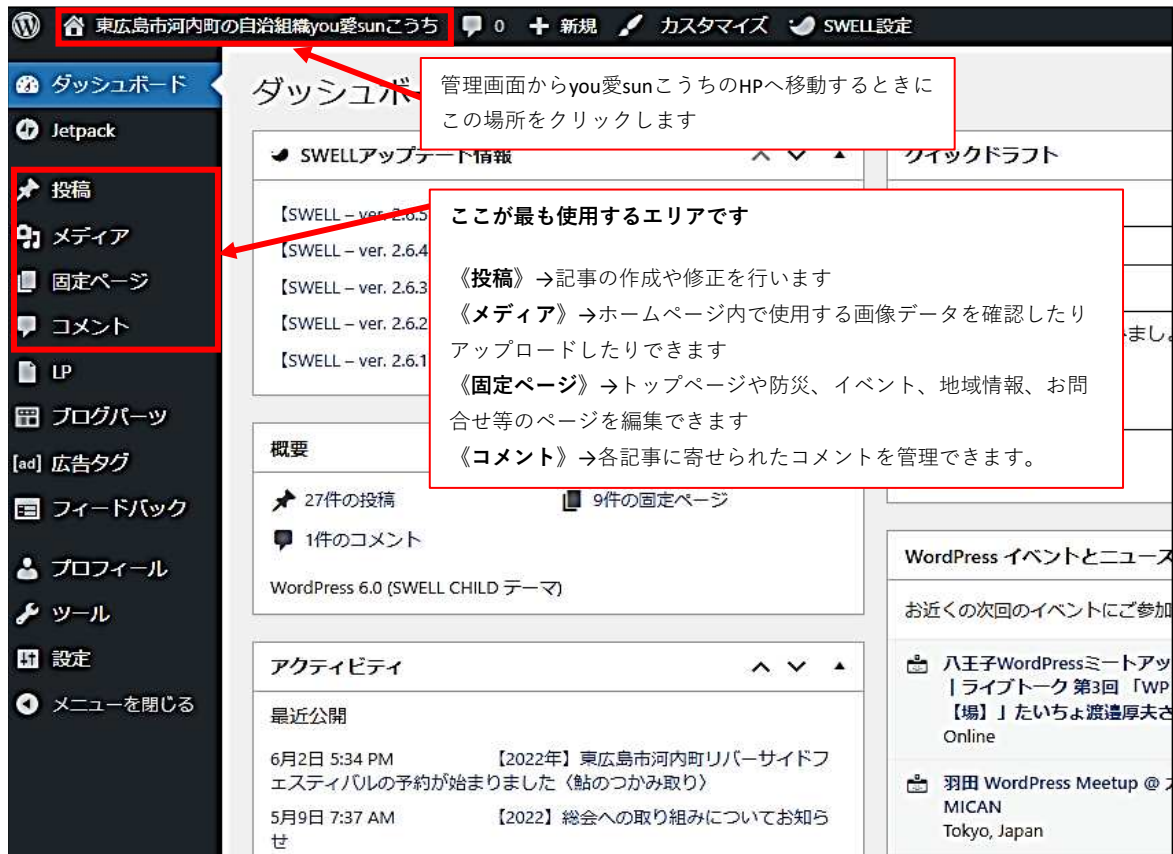 東広島市河内町の自治組織you愛sunこうち 0 新規 カスタマイズ SWELL設定
ダッシュボード
Jetpack
投稿
メディア
固定ページ
コメント
LP
ブログパーツ
[ad] 広告タグ
フィードバック
プロフィール
ツール
設定
メニューを閉じる
ダッシュボー
管理画面からyou愛sunこうちのHPへ移動するときに
この場所をクリックします
SWELLアップデート情報
【SWELL – ver. 2.6.5
【SWELL – ver. 2.6.4
【SWELL – ver. 2.6.3
【SWELL – ver. 2.6.2
【SWELL – ver. 2.6.1
ここが最も使用するエリアです
《投稿》→記事の作成や修正を行います
《メディア》→ホームページ内で使用する画像データを確認したり
アップロードしたりできます
《固定ページ》→トップページや防災、イベント、地域情報、お問
合せ等のページを編集できます
《コメント》→各記事に寄せられたコメントを管理できます。
概要
27件の投稿 9件の固定ページ
1件のコメント
WordPress 6.0 (SWELL CHILD テーマ)
アクティビティ
最近公開
6月2日 5:34 PM 【2022年】東広島市河内町リバーサイドフ
ェスティバルの予約が始まりました〈鮎のつかみ取り〉
5月9日 7:37 AM 【2022】総会への取り組みについてお知ら
せ
クイックドラフト
まし
WordPress イベントとニュース
お近くの次回のイベントにご参加
八王子WordPressミートアッ
| ライブトーク 第3回 「WP
【場】」たいちょ渡邉厚夫さ
Online
羽田 WordPress Meetup @
MICAN
Tokyo, Japan